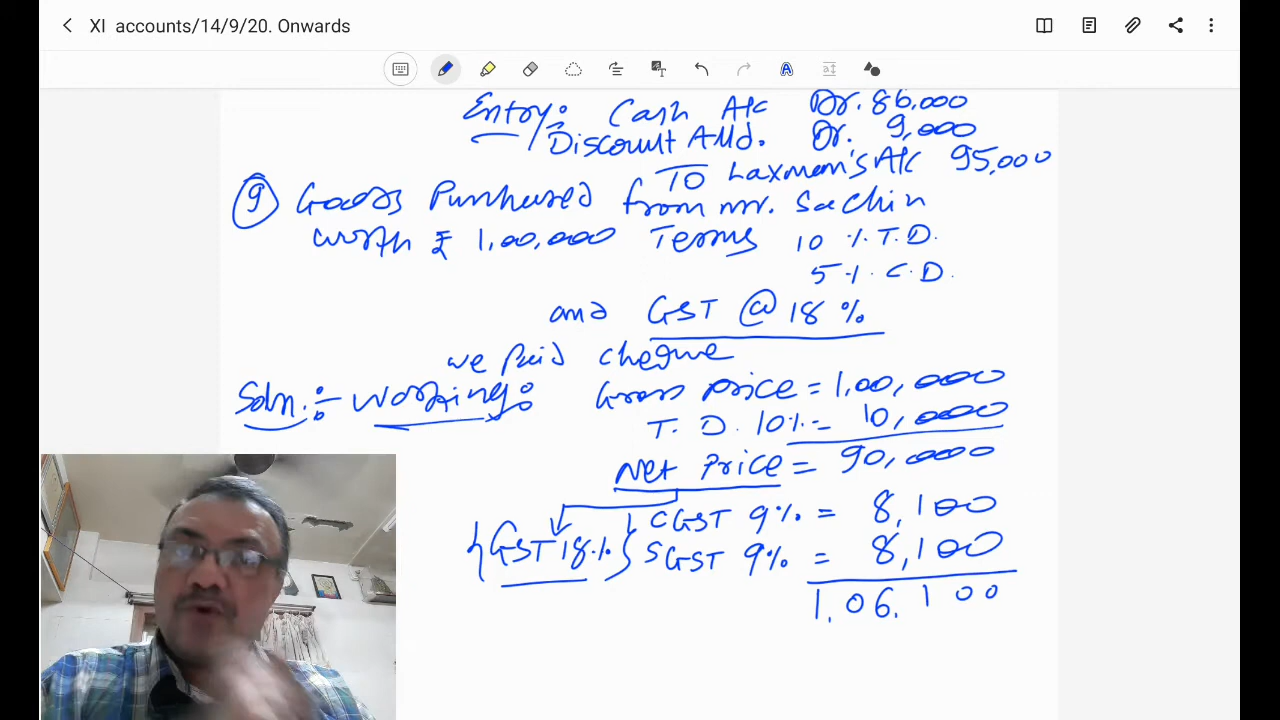 XI accounts/14/9/20. Onwards
Entry: Cash A/c Dr. 86,000
Discount Alld. Dr. 9,000
To Laxman's A/c 95,000
9 Goods Purchased from mr. Sachin
worth ₹ 1,00,000 Terms 10 % T.D.
5% C.D.
and GST @ 18 %
we Paid cheque
Soln.:- working: Gross price = 1,00,000
T. D. 10% = 10,000
Net Price = 90,000
CGST 9% = 8,100
{GST 18%} SGST 9% = 8,100
1,06,100